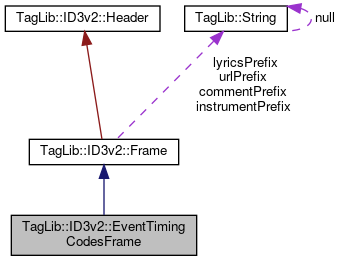 TagLib::ID3v2::Header
TagLib::String
null
lyricsPrefix
urlPrefix
commentPrefix
instrumentPrefix
TagLib::ID3v2::Frame
TagLib::ID3v2::EventTiming
CodesFrame